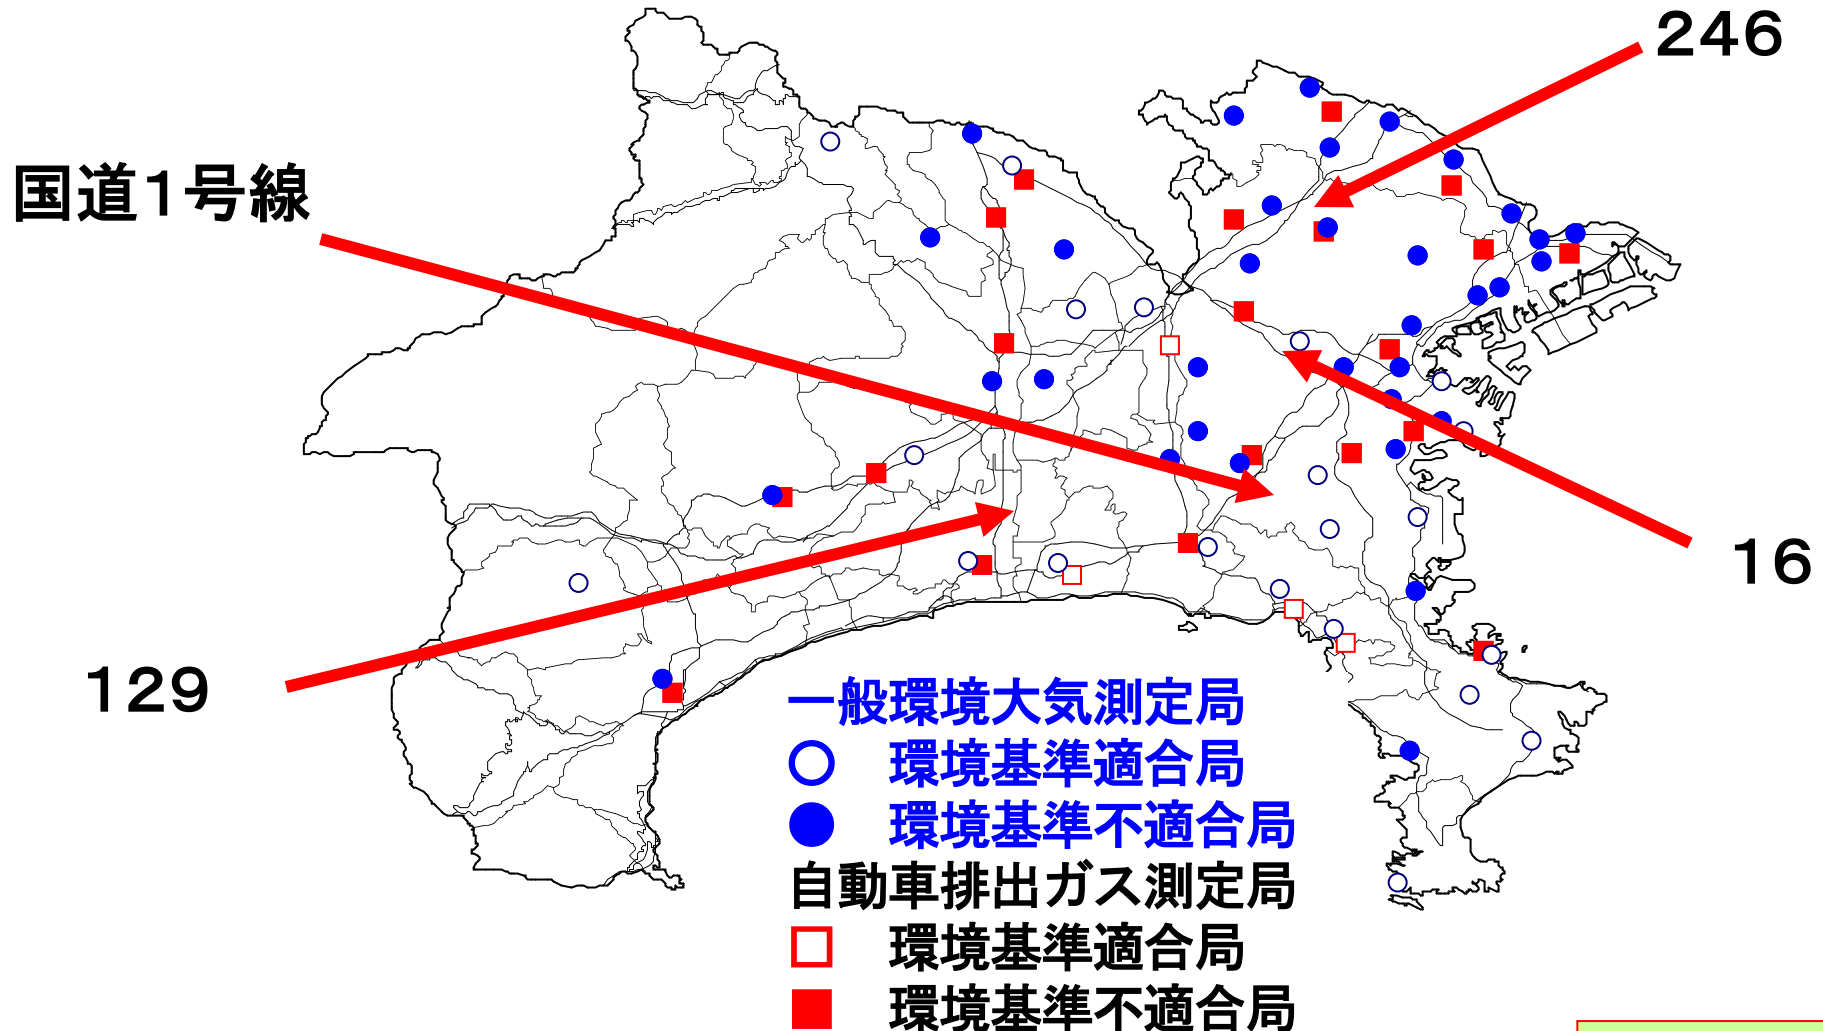 246
国道1号線
16
129
一般環境大気測定局
環境基準適合局
環境基準不適合局
自動車排出ガス測定局
環境基準適合局
環境基準不適合局